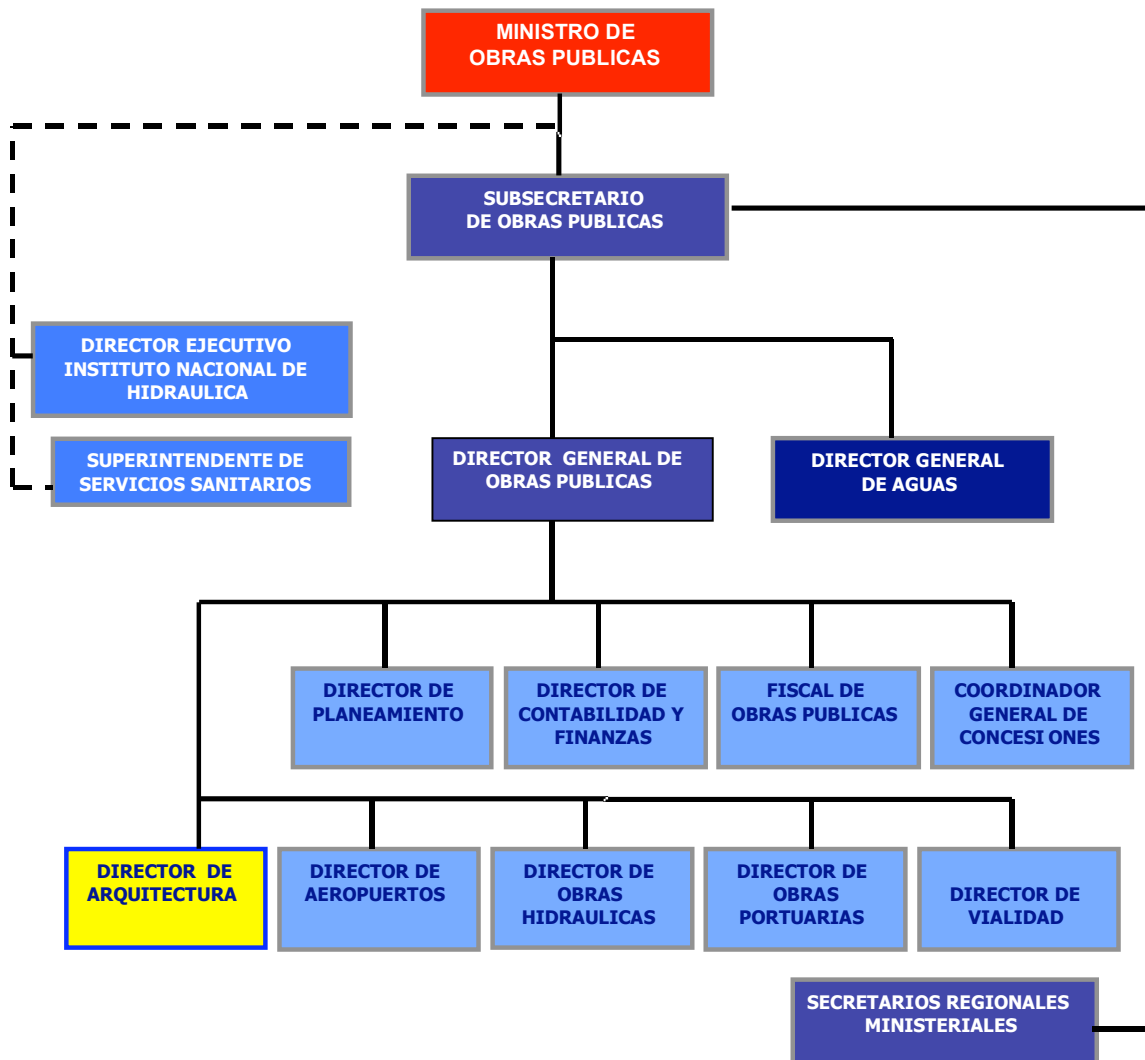 MINISTRO DE
OBRAS PUBLICAS
SUBSECRETARIO
DE OBRAS PUBLICAS
DIRECTOR EJECUTIVO
INSTITUTO NACIONAL DE
HIDRAULICA
SUPERINTENDENTE DE
SERVICIOS SANITARIOS
DIRECTOR GENERAL DE
OBRAS PUBLICAS
DIRECTOR GENERAL
DE AGUAS
DIRECTOR DE
PLANEAMIENTO
DIRECTOR DE
CONTABILIDAD Y
FINANZAS
FISCAL DE
OBRAS PUBLICAS
COORDINADOR
GENERAL DE
CONCESI ONES
DIRECTOR DE
ARQUITECTURA
DIRECTOR DE
AEROPUERTOS
DIRECTOR DE
OBRAS
HIDRAULICAS
DIRECTOR DE
OBRAS
PORTUARIAS
DIRECTOR DE
VIALIDAD
SECRETARIOS REGIONALES
MINISTERIALES